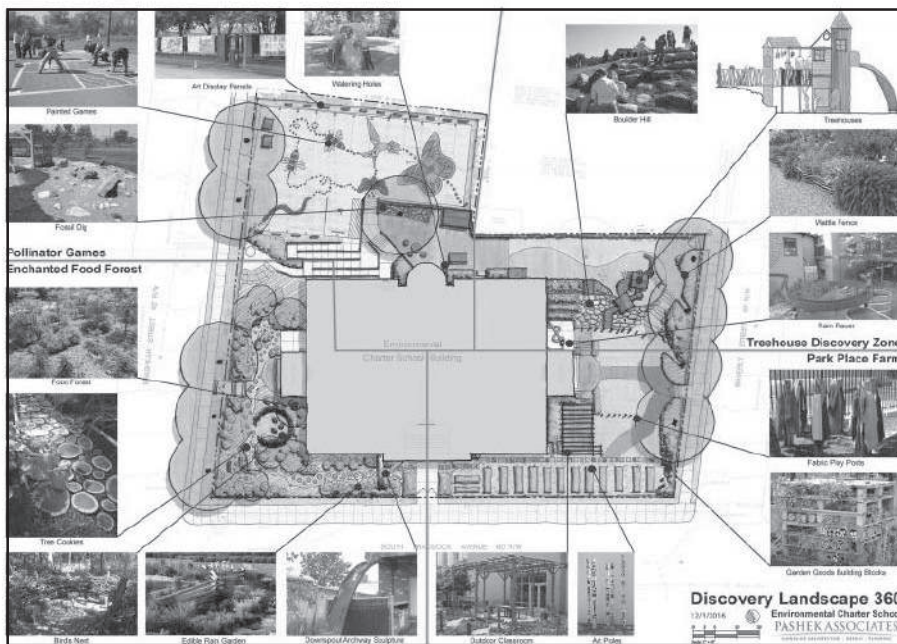 Painted Games
Art Display Panels
Watering Holes
Boulder Hill
Treehouses
Fossil Dig
Wattle Fence
Pollinator Games
Enchanted Food Forest
Environmental
Charter School Building
Treehouse Discovery Zone
Park Place Farm
Food Forest
Fabric Play Posts
Tree Cookies
Garden Goods Building Blocks
Birds Nest
Edible Rain Garden
Downspout Archway Sculpture
Outdoor Classroom
Art Poles
Discovery Landscape 360
12/1/2016
Environmental Charter School
PASHEK ASSOCIATES